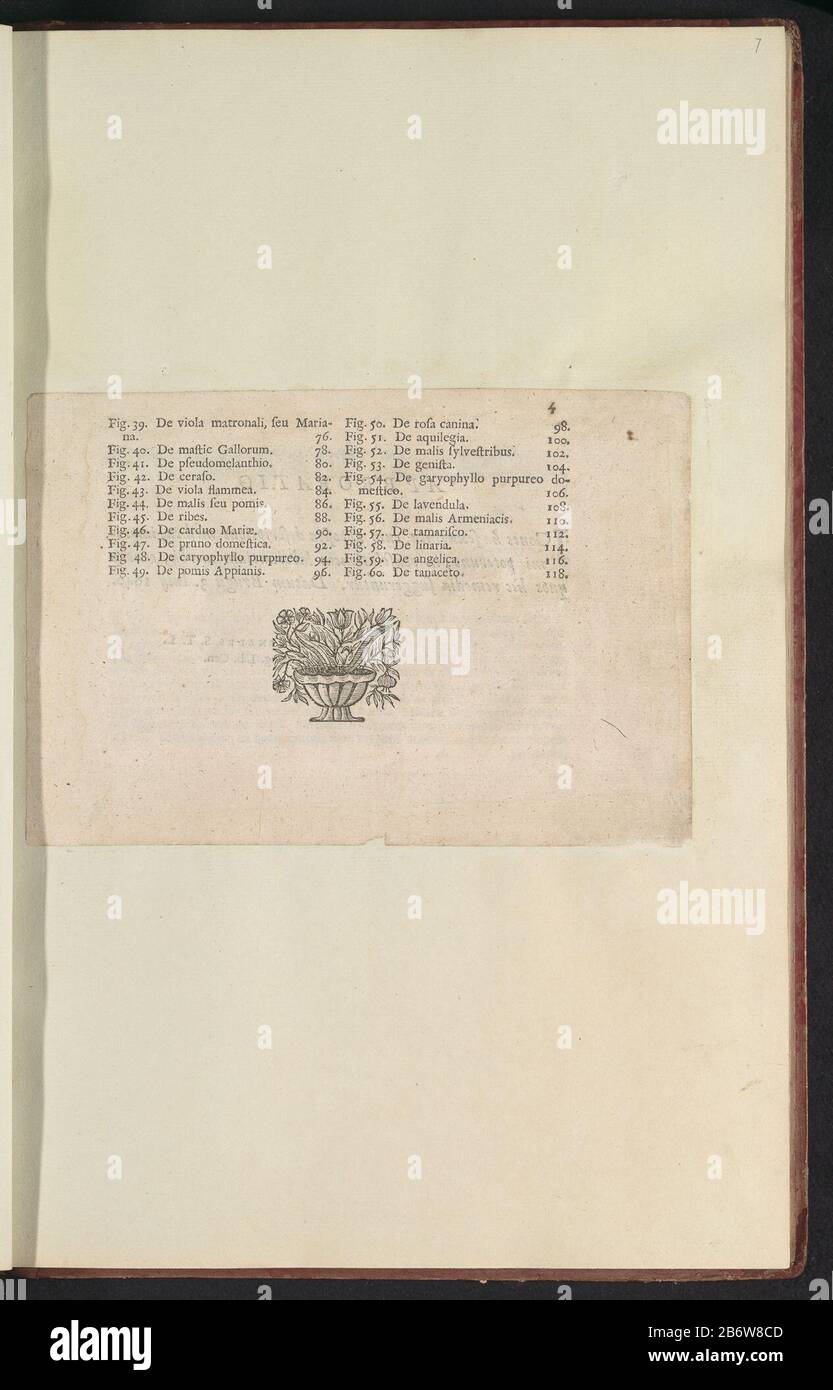 7
4
Fig. 39. De viola matronali, ſeu Maria-
na. 76.
Fig. 40. De maſtic Gallorum. 78.
Fig. 41. De pſeudomelanthio. 80.
Fig. 42. De ceraſo. 82.
Fig. 43. De viola flammea. 84.
Fig. 44. De malis ſeu pomis. 86.
Fig. 45. De ribes. 88.
Fig. 46. De carduo Mariæ. 90.
Fig. 47. De pruno domeſtica. 92.
Fig 48. De caryophyllo purpureo. 94.
Fig. 49. De pomis Appianis. 96.
Fig. 50. De roſa canina. 98.
Fig. 51. De aquilegia. 100.
Fig. 52. De malis ſylveſtribus. 102.
Fig. 53. De geniſta. 104.
Fig. 54. De garyophyllo purpureo do-
meſtico. 106.
Fig. 55. De lavendula. 108.
Fig. 56. De malis Armeniacis. 110.
Fig. 57. De tamariſco. 112.
Fig. 58. De linaria. 114.
Fig. 59. De angelica. 116.
Fig. 60. De tanaceto. 118.
alamy
alamy
alamy
a
a
a
a
a
a
a
a
a
a
a
a
a
a
alamy
Image ID: 2B6W8CD
www.alamy.com